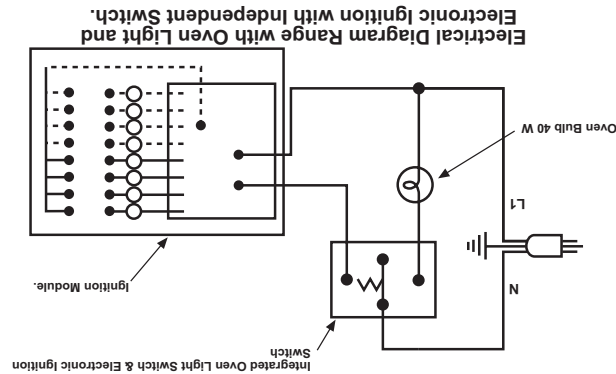 Integrated Oven Light Switch & Electronic Ignition
Switch
N
Ignition Module.
L1
Oven Bulb 40 W
Electrical Diagram Range with Oven Light and
Electronic Ignition with Independent Switch.